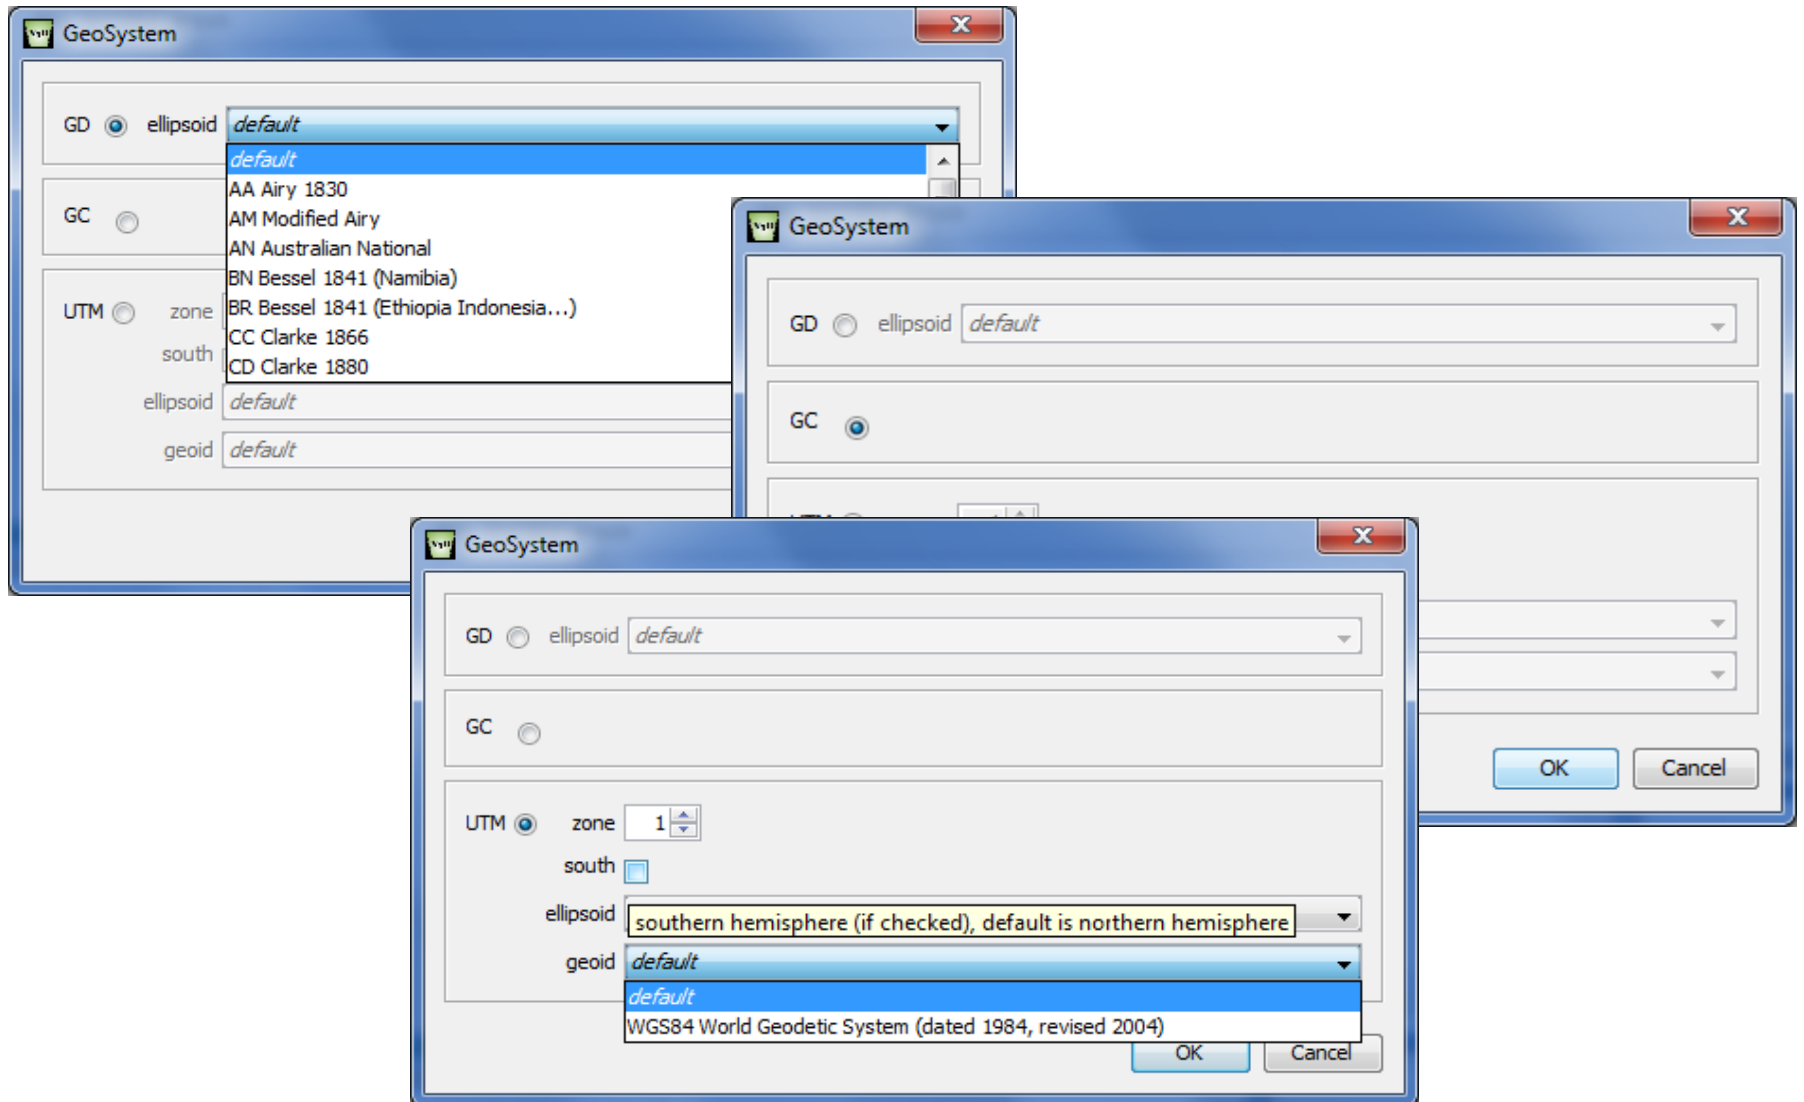 GeoSystem
GD ellipsoid default
default
AA Airy 1830
AM Modified Airy
AN Australian National
BN Bessel 1841 (Namibia)
BR Bessel 1841 (Ethiopia Indonesia...)
CC Clarke 1866
CD Clarke 1880
GC
UTM zone
south
ellipsoid default
geoid default
GeoSystem
GD ellipsoid default
GC
OK Cancel
GeoSystem
GD ellipsoid default
GC
UTM zone 1
south
ellipsoid
southern hemisphere (if checked), default is northern hemisphere
geoid default
default
WGS84 World Geodetic System (dated 1984, revised 2004)
OK Cancel